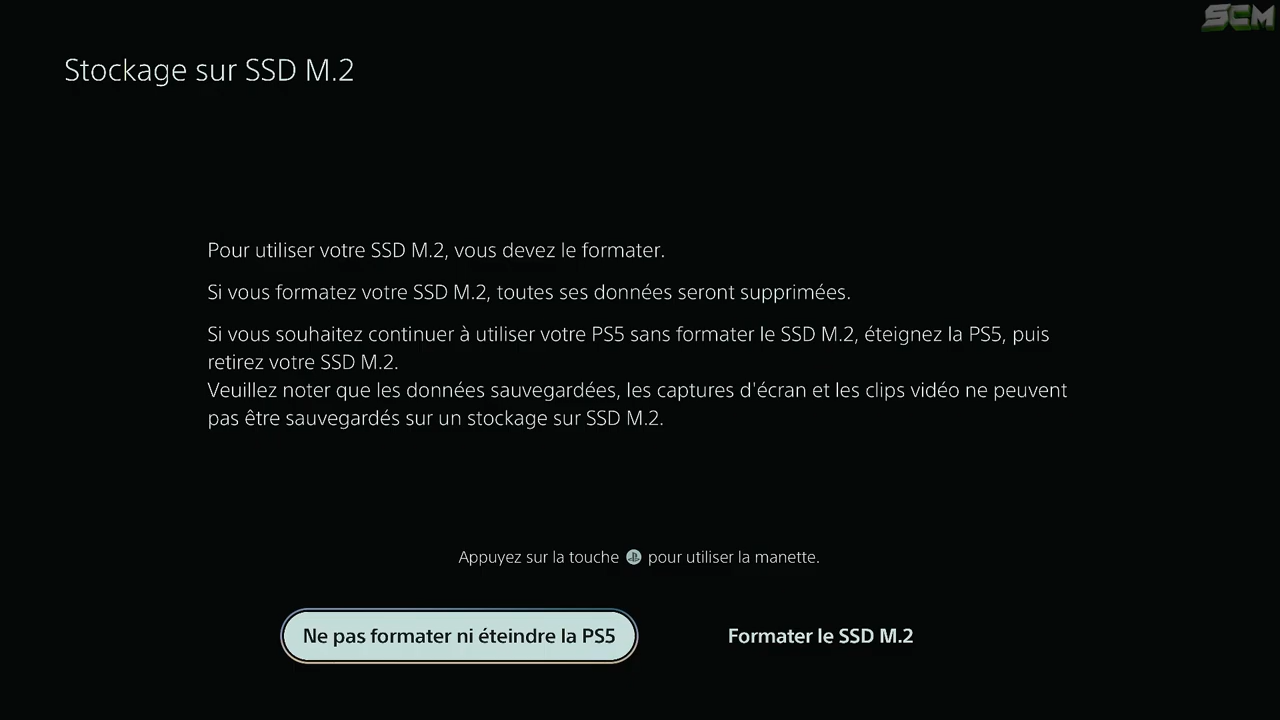 SCM
Stockage sur SSD M.2
Pour utiliser votre SSD M.2, vous devez le formater.
Si vous formatez votre SSD M.2, toutes ses données seront supprimées.
Si vous souhaitez continuer à utiliser votre PS5 sans formater le SSD M.2, éteignez la PS5, puis
retirez votre SSD M.2.
Veuillez noter que les données sauvegardées, les captures d'écran et les clips vidéo ne peuvent
pas être sauvegardés sur un stockage sur SSD M.2.
Appuyez sur la touche pour utiliser la manette.
Ne pas formater ni éteindre la PS5
Formater le SSD M.2